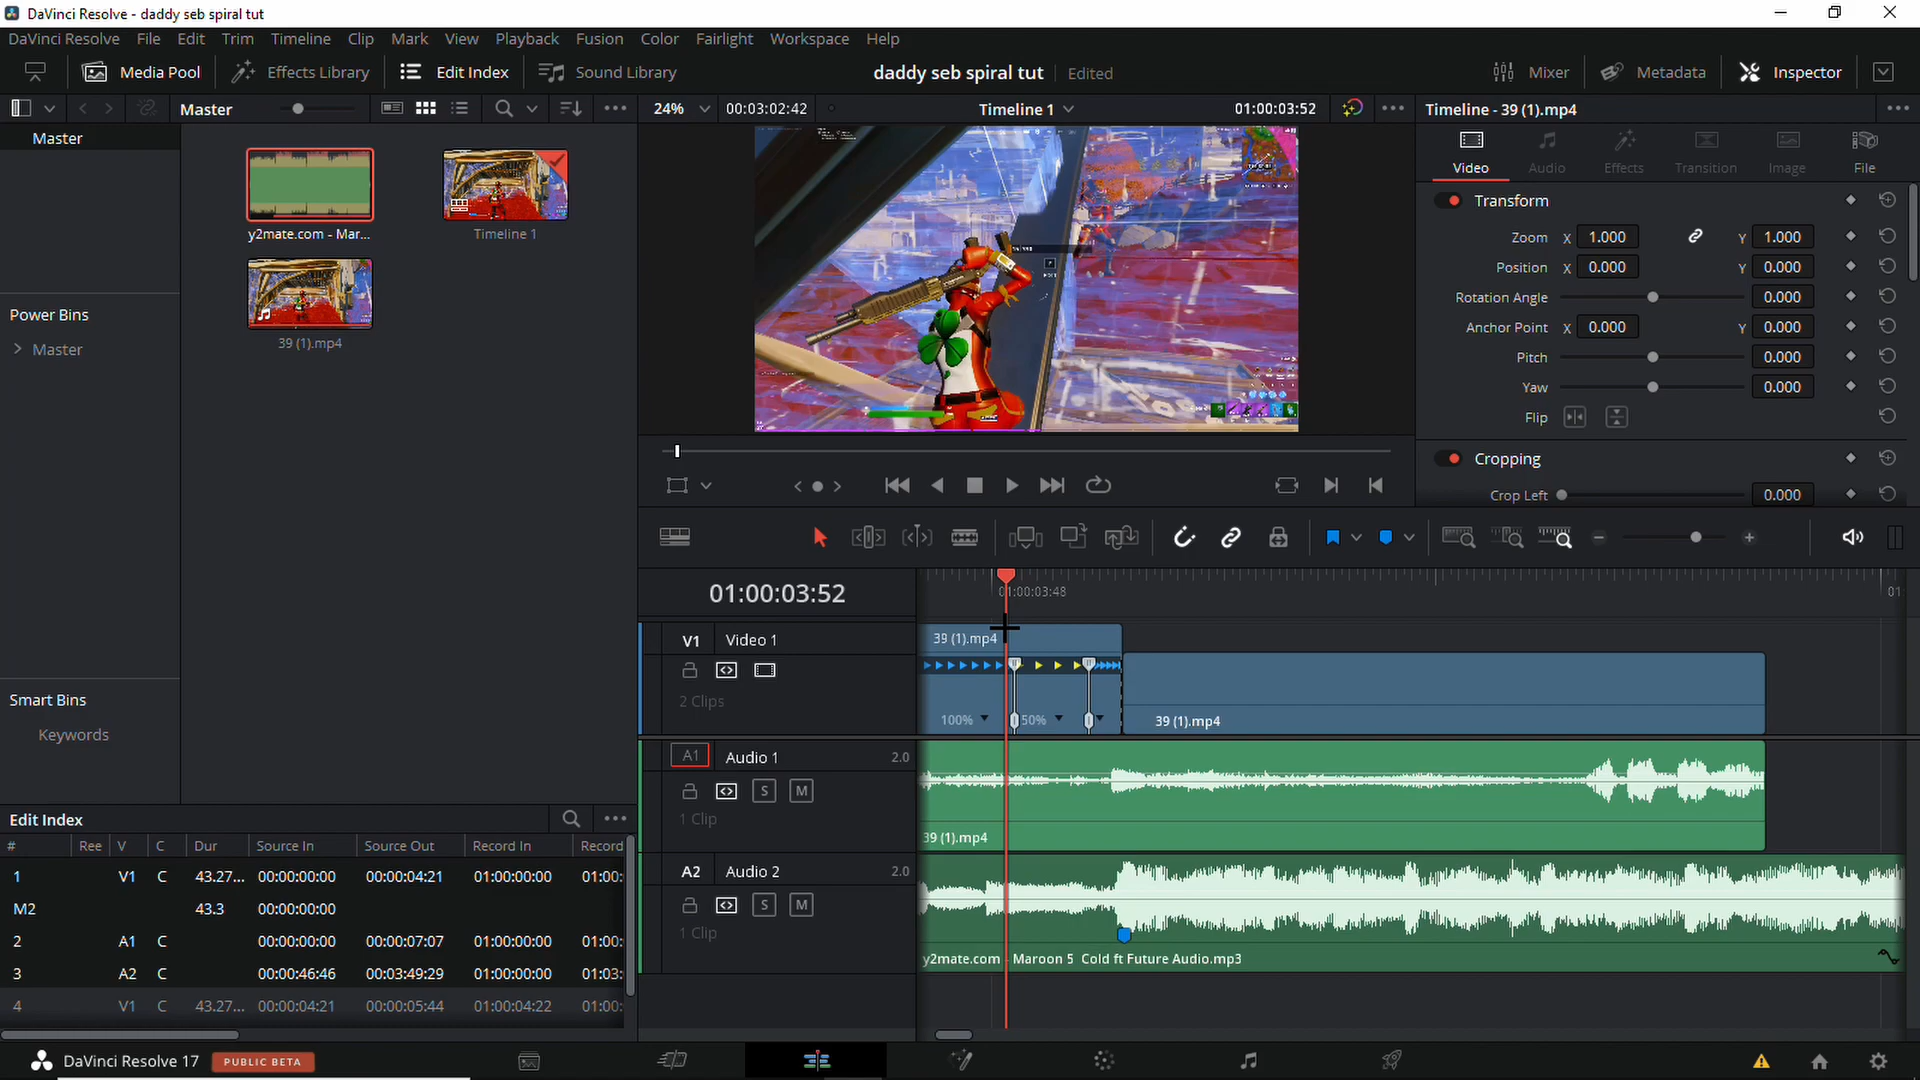 DaVinci Resolve - daddy seb spiral tut
DaVinci Resolve File Edit Trim Timeline Clip Mark View Playback Fusion Color Fairlight Workspace Help
Media Pool Effects Library Edit Index Sound Library daddy seb spiral tut Edited Mixer Metadata Inspector
Master 24% 00:03:02:42 Timeline 1 01:00:03:52 Timeline - 39 (1).mp4
Master
Video Audio Effects Transition Image File
Transform
y2mate.com - Mar... Timeline 1
Zoom X 1.000 Y 1.000
Position X 0.000 Y 0.000
Rotation Angle 0.000
Power Bins
Anchor Point X 0.000 Y 0.000
39 (1).mp4
Master
Pitch 0.000
Yaw 0.000
Flip
Cropping
Crop Left 0.000
01:00:03:52 01:00:03:48 01
V1 Video 1 39 (1).mp4
2 Clips
100% 50% 39 (1).mp4
Smart Bins
Keywords
A1 Audio 1 2.0
S M
1 Clip
39 (1).mp4
Edit Index
# Ree V C Dur Source In Source Out Record In Record
1 V1 C 43.27... 00:00:00:00 00:00:04:21 01:00:00:00 01:00:
M2 43.3 00:00:00:00
2 A1 C 00:00:00:00 00:00:07:07 01:00:00:00 01:00:
3 A2 C 00:00:46:46 00:03:49:29 01:00:00:00 01:03:
4 V1 C 43.27... 00:00:04:21 00:00:05:44 01:00:04:22 01:00:
A2 Audio 2 2.0
S M
1 Clip
y2mate.com - Maroon 5 Cold ft Future Audio.mp3
DaVinci Resolve 17 PUBLIC BETA